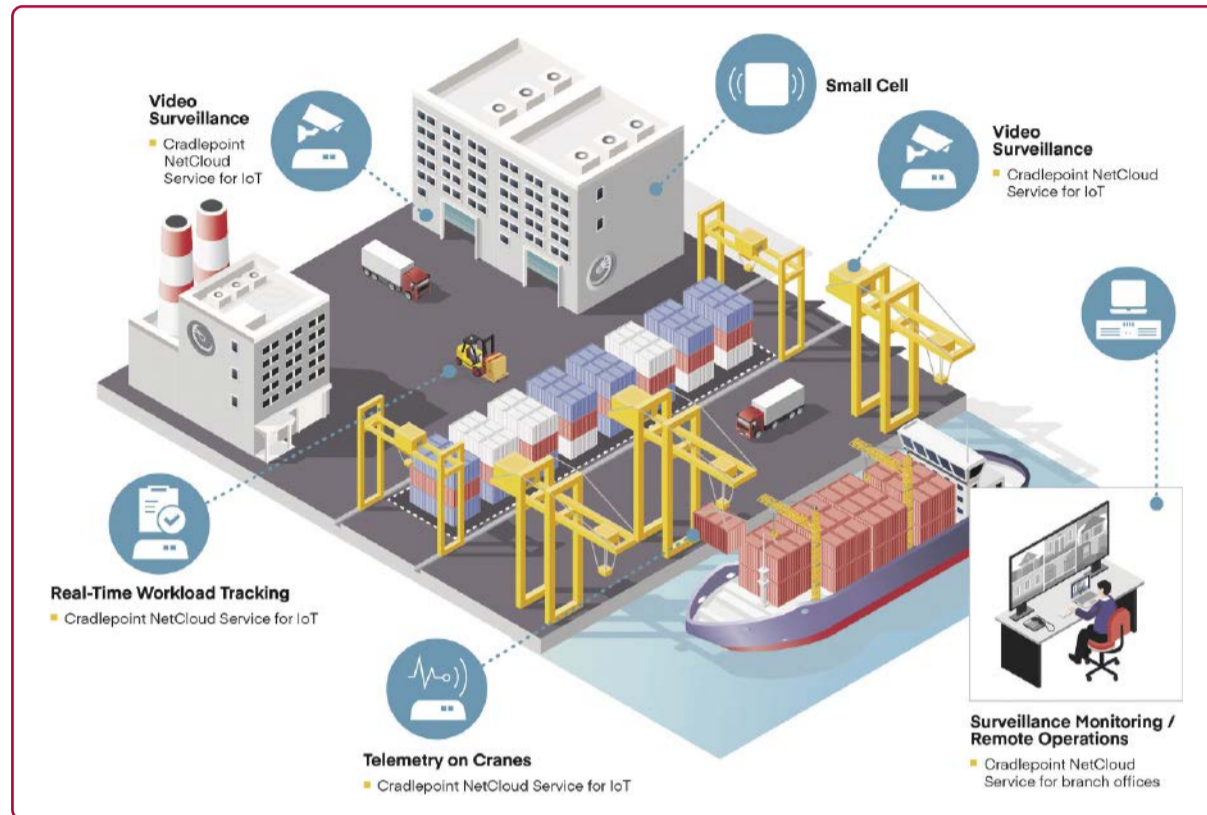 Video
Surveillance
Cradlepoint
NetCloud
Service for IoT
Small Cell
Video
Surveillance
Cradlepoint NetCloud
Service for IoT
Real-Time Workload Tracking
Cradlepoint NetCloud Service for IoT
Telemetry on Cranes
Cradlepoint NetCloud Service for IoT
Surveillance Monitoring /
Remote Operations
Cradlepoint NetCloud
Service for branch offices